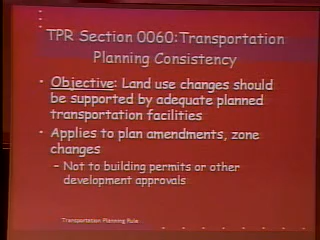 TPR Section 0060:Transportation
Planning Consistency
• Objective: Land use changes should
be supported by adequate planned
transportation facilities
• Applies to plan amendments, zone
changes
– Not to building permits or other
development approvals
Transportation Planning Rule